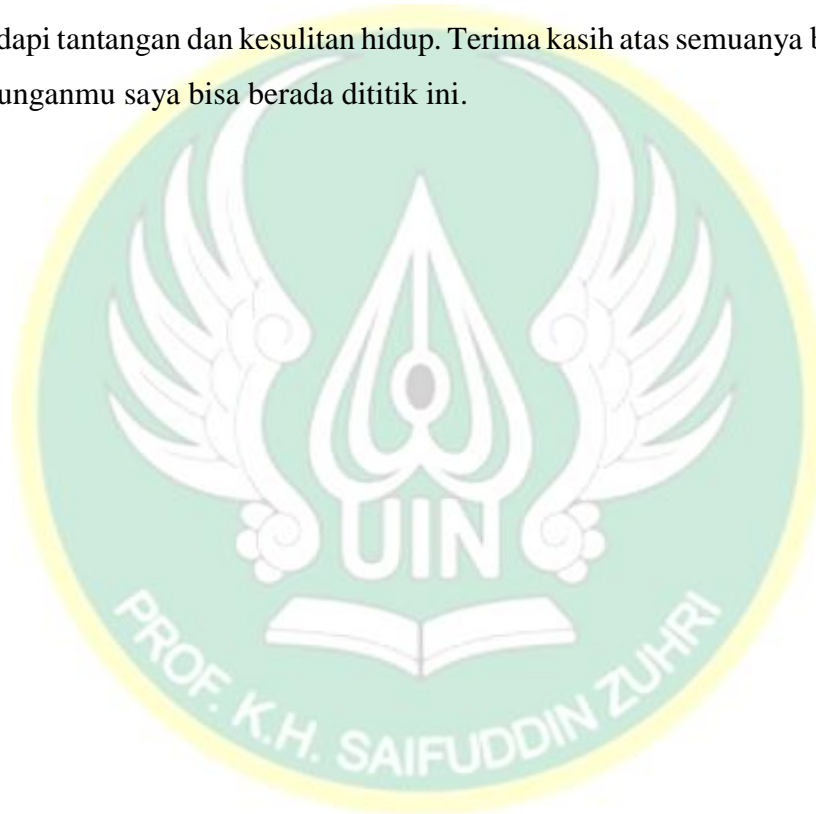 dapi tantangan dan kesulitan hidup. Terima kasih atas semuanya b
unganmu saya bisa berada dititik ini.
UIN
PROF. K.H. SAIFUDDIN ZUHRI